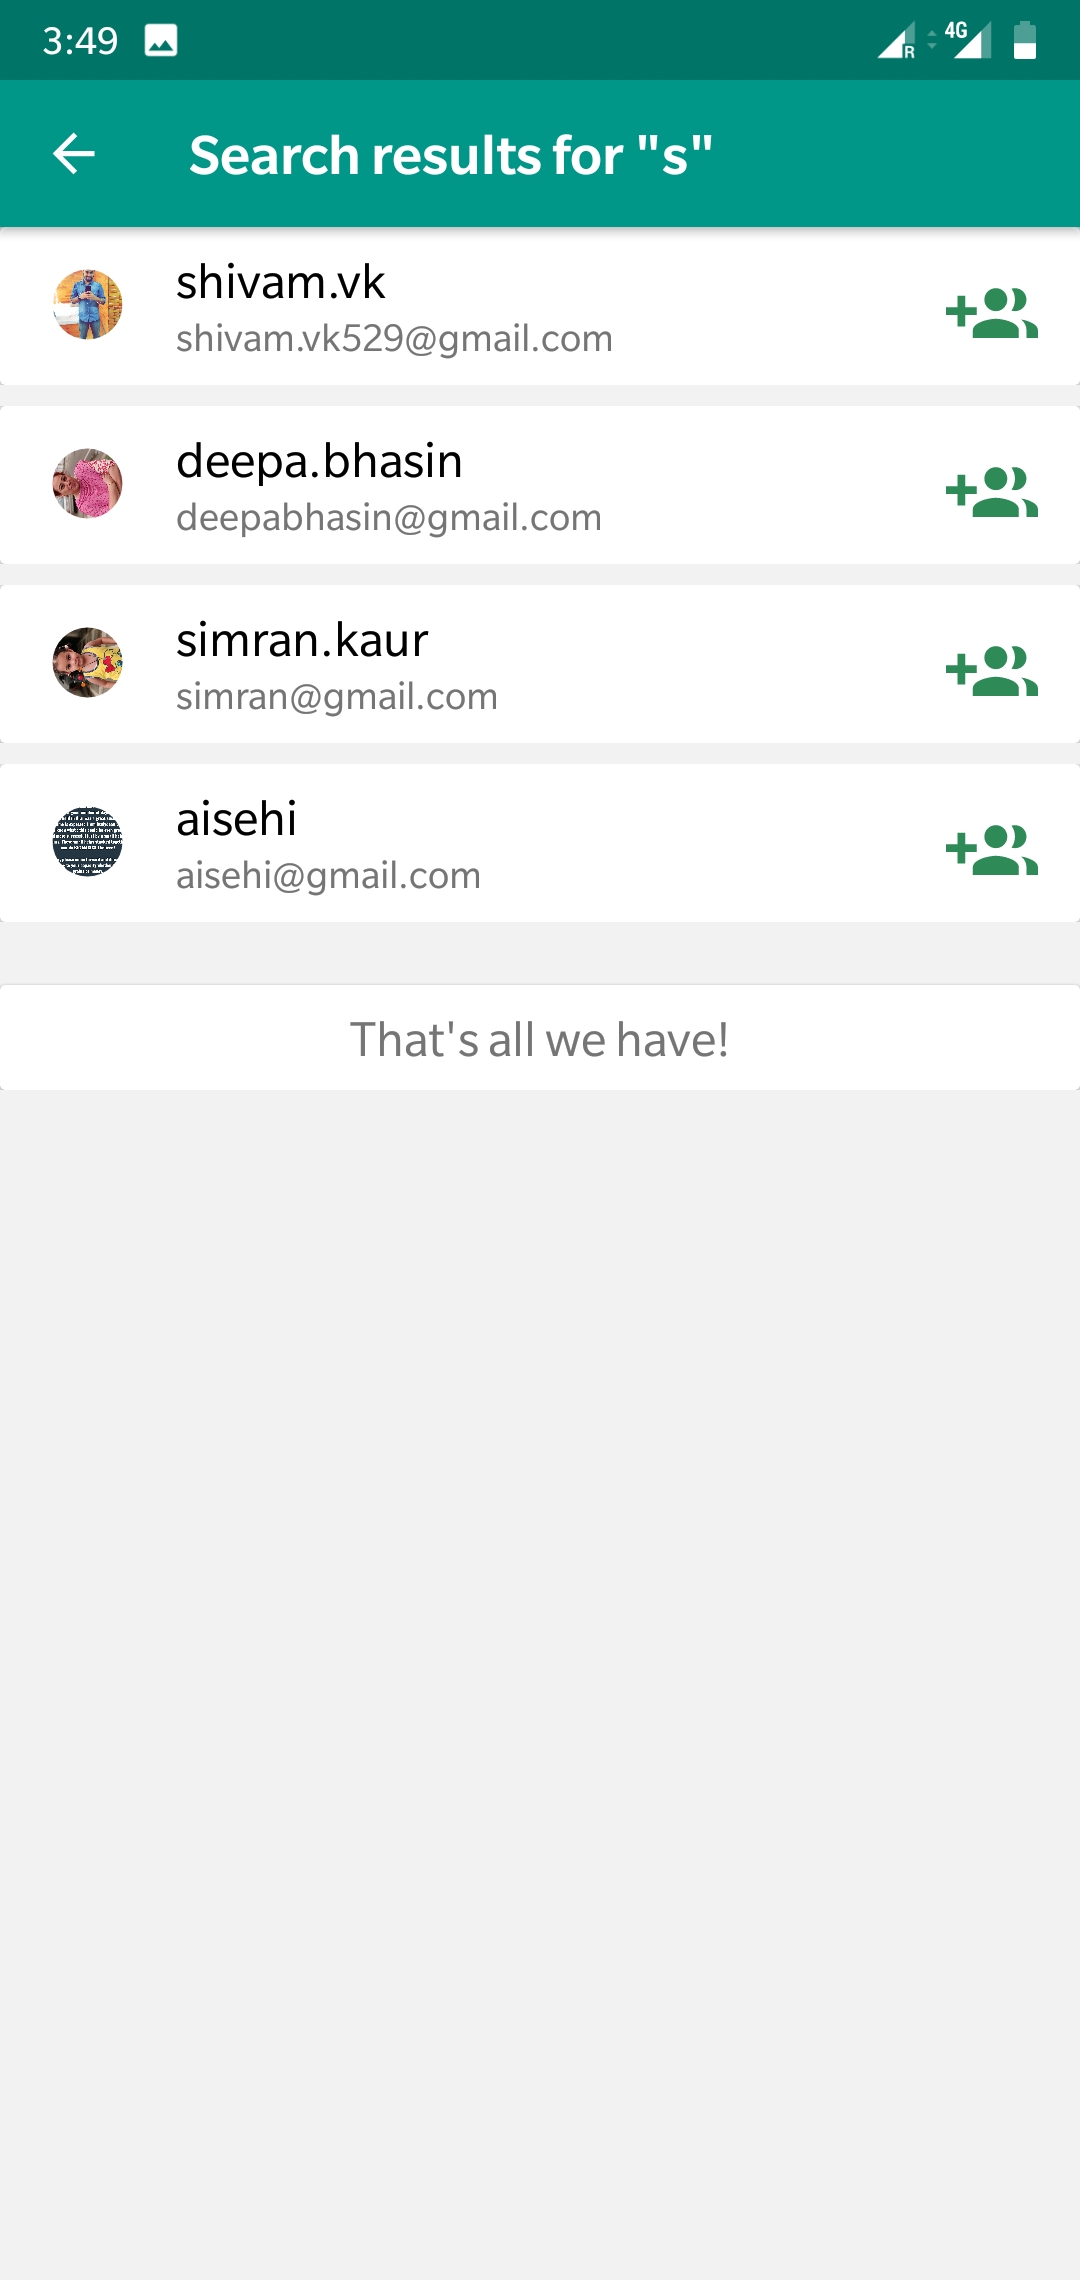 3:49
R
4G
Search results for "s"
shivam.vk
shivam.vk529@gmail.com
deepa.bhasin
deepabhasin@gmail.com
simran.kaur
simran@gmail.com
aisehi
aisehi@gmail.com
That's all we have!